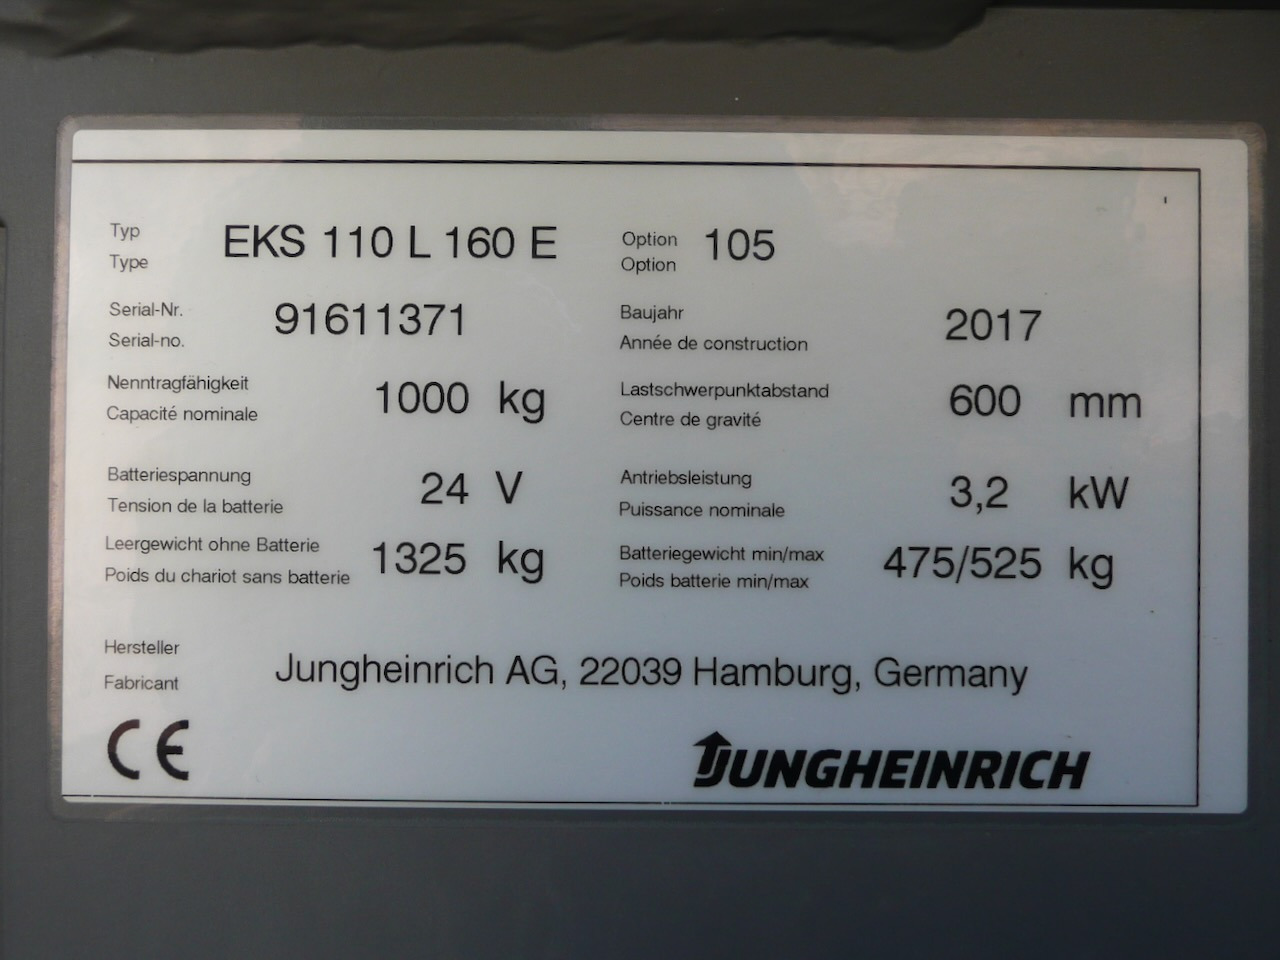 Typ
Type
EKS 110 L 160 E
Option
Option
105
Serial-Nr.
Serial-no.
91611371
Baujahr
Année de construction
2017
Nenntragfähigkeit
Capacité nominale
1000 kg
Lastschwerpunktabstand
Centre de gravité
600 mm
Batteriespannung
Tension de la batterie
24 V
Antriebsleistung
Puissance nominale
3,2 kW
Leergewicht ohne Batterie
Poids du chariot sans batterie
1325 kg
Batteriegewicht min/max
Poids batterie min/max
475/525 kg
Hersteller
Fabricant
Jungheinrich AG, 22039 Hamburg, Germany
CE
JUNGHEINRICH